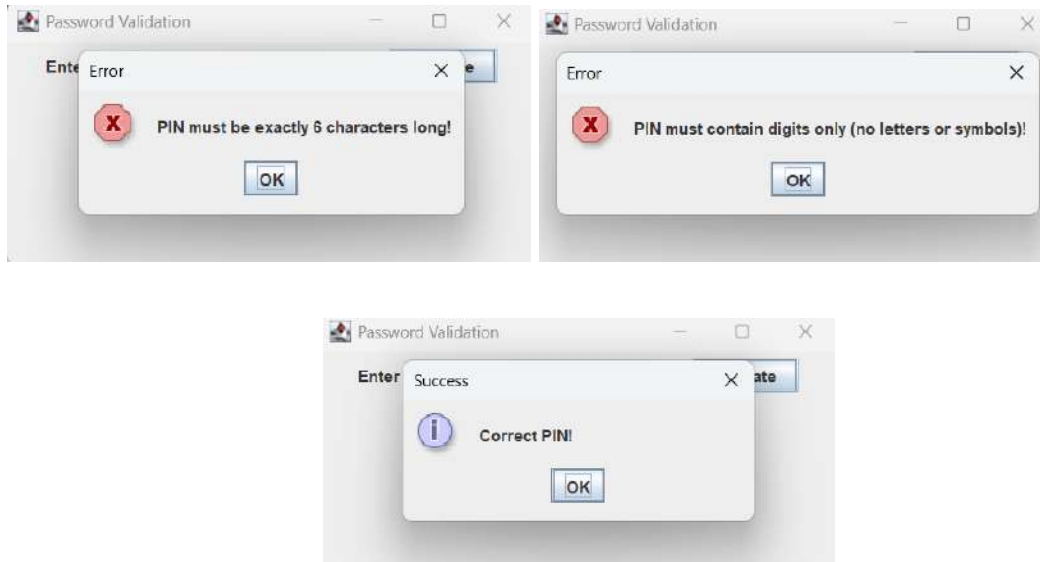 Password Validation
Ente
e
Error
PIN must be exactly 6 characters long!
OK
Password Validation
Error
PIN must contain digits only (no letters or symbols)!
OK
Password Validation
Enter
ate
Success
Correct PIN!
OK